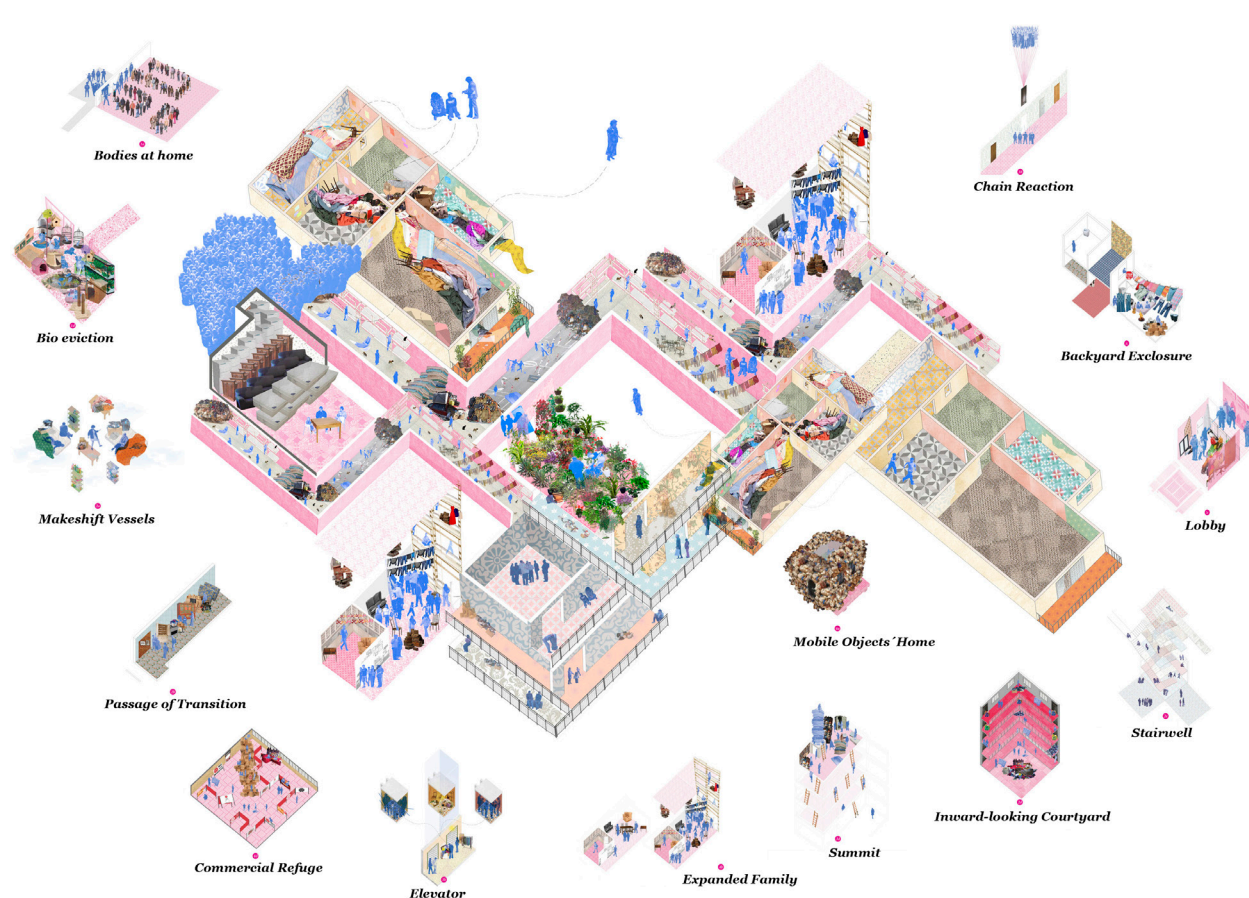 Bodies at home
Chain Reaction
Bio eviction
Backyard Exclosure
Makeshift Vessels
Lobby
Mobile Objects´Home
Passage of Transition
Stairwell
Inward-looking Courtyard
Summit
Commercial Refuge
Expanded Family
Elevator